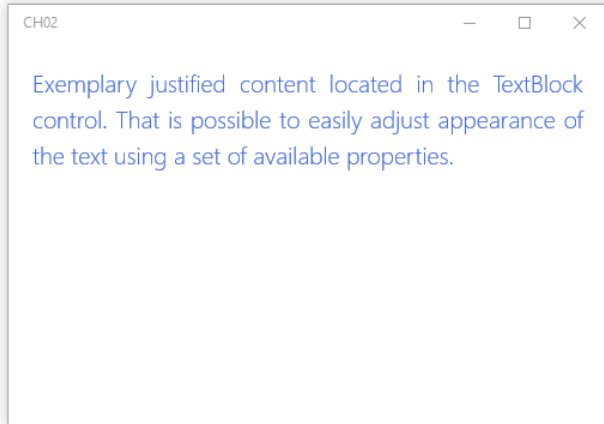 CH02
Exemplary justified content located in the TextBlock
control. That is possible to easily adjust appearance of
the text using a set of available properties.